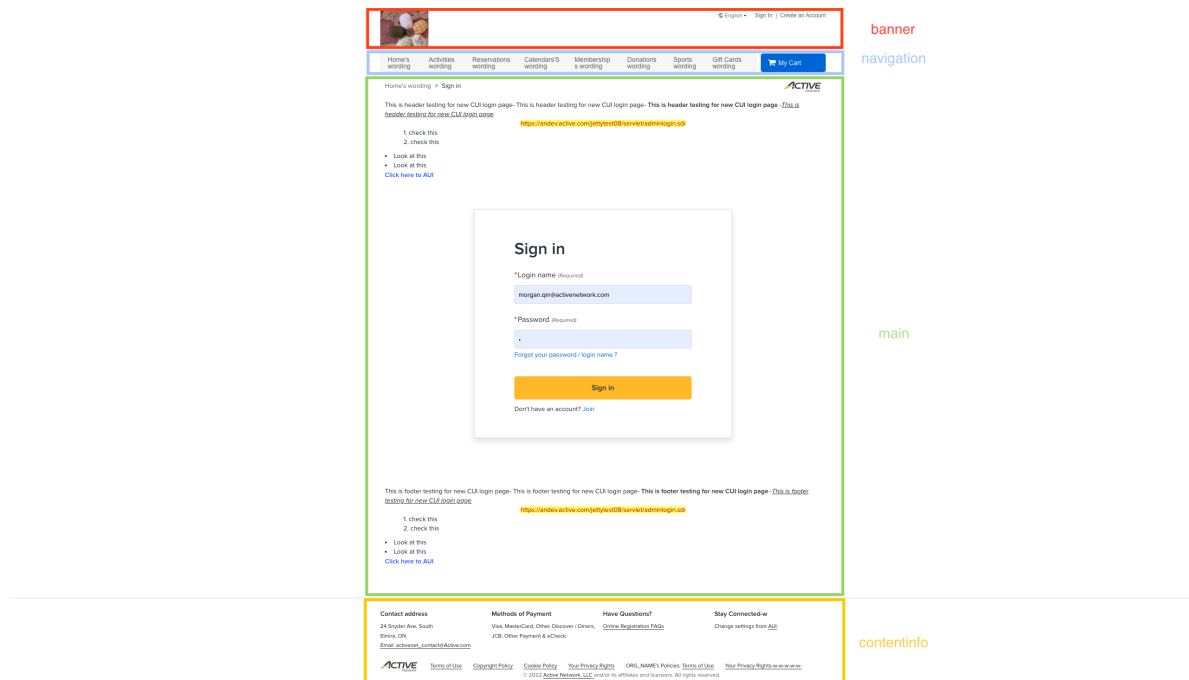 English
Sign In | Create an Account
banner
Home's wording
Activities wording
Reservations wording
Calendars'S wording
Membership s wording
Donations wording
Sports wording
Gift Cards wording
My Cart
navigation
Home's wording > Sign in
ACTIVE network
This is header testing for new CUI login page- This is header testing for new CUI login page- This is header testing for new CUI login page -This is
header testing for new CUI login page
https://andev.active.com/jettytest08/servlet/adminlogin.sdi
1. check this
2. check this
• Look at this
• Look at this
Click here to AUI
Sign in
*Login name (Required)
morgan.qin@activenetwork.com
*Password (Required)
•
Forgot your password / login name ?
Sign in
Don't have an account? Join
main
This is footer testing for new CUI login page- This is footer testing for new CUI login page- This is footer testing for new CUI login page -This is footer
testing for new CUI login page
https://andev.active.com/jettytest08/servlet/adminlogin.sdi
1. check this
2. check this
• Look at this
• Look at this
Click here to AUI
Contact address
24 Snyder Ave. South
Elmira, ON
Email: activenet_contact@Active.com
Methods of Payment
Visa, MasterCard, Other, Discover / Diners,
JCB, Other Payment & eCheck
Have Questions?
Online Registration FAQs
Stay Connected-w
Change settings from AUI.
contentinfo
ACTIVE network
Terms of Use
Copyright Policy
Cookie Policy
Your Privacy Rights
ORG_NAME's Policies: Terms of Use
Your Privacy Rights-w-w-w-w-w-
© 2022 Active Network, LLC and/or its affiliates and licensors. All rights reserved.